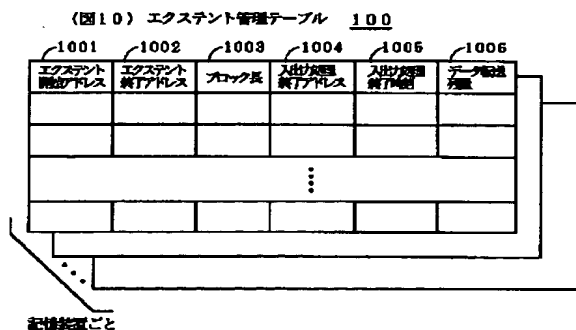 (図10) エクステント管理テーブル 100
1001 1002 1003 1004 1005 1006
エクステント エクステント ブロック長 入出力処理 入出力処理 データ転送
開始アドレス 終了アドレス 終了アドレス 終了時刻
記憶装置ごと